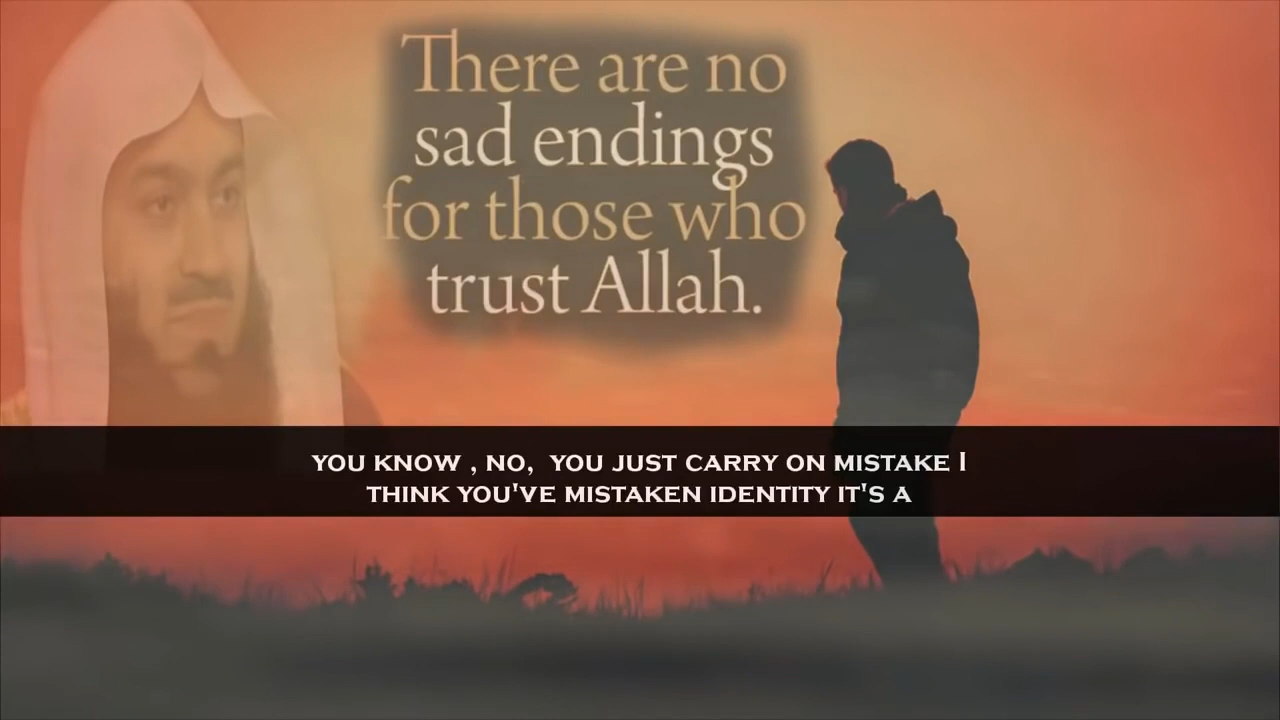 There are no
sad endings
for those who
trust Allah.
YOU KNOW , NO,  YOU JUST CARRY ON MISTAKE I
THINK YOU'VE MISTAKEN IDENTITY IT'S A